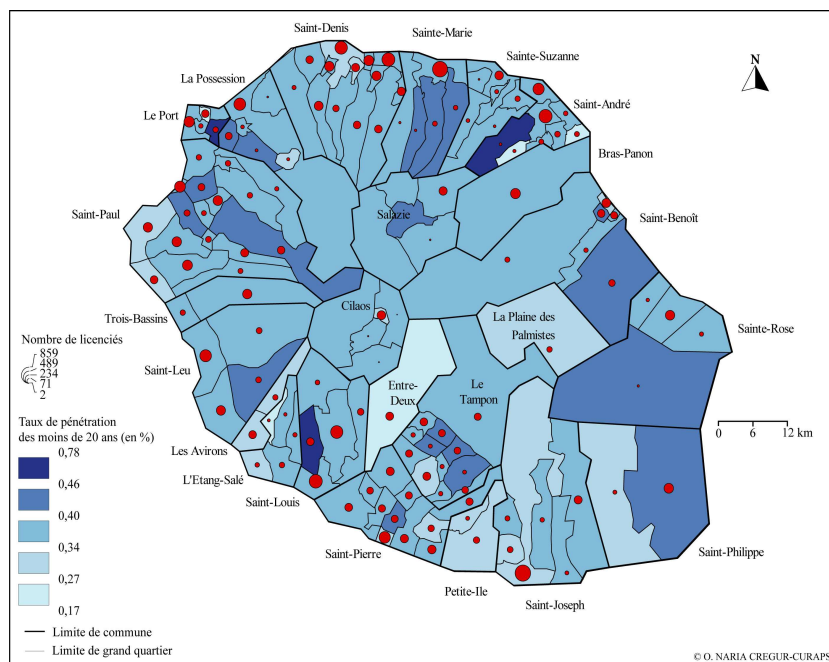 Saint-Denis
Sainte-Marie
Sainte-Suzanne
N
La Possession
Le Port
Saint-André
Bras-Panon
Saint-Paul
Salazie
Saint-Benoît
Cilaos
La Plaine des
Palmistes
Trois-Bassins
Sainte-Rose
Nombre de licenciés
859
489
234
71
2
Saint-Leu
Entre-
Deux
Le
Tampon
Taux de pénétration
des moins de 20 ans (en %)
0 6 12 km
Les Avirons
0,78
0,46
0,40
0,34
0,27
0,17
L'Etang-Salé
Saint-Louis
Saint-Pierre
Saint-Philippe
Petite-Ile
Saint-Joseph
Limite de commune
Limite de grand quartier
© O. NARIA CREGUR-CURAPS